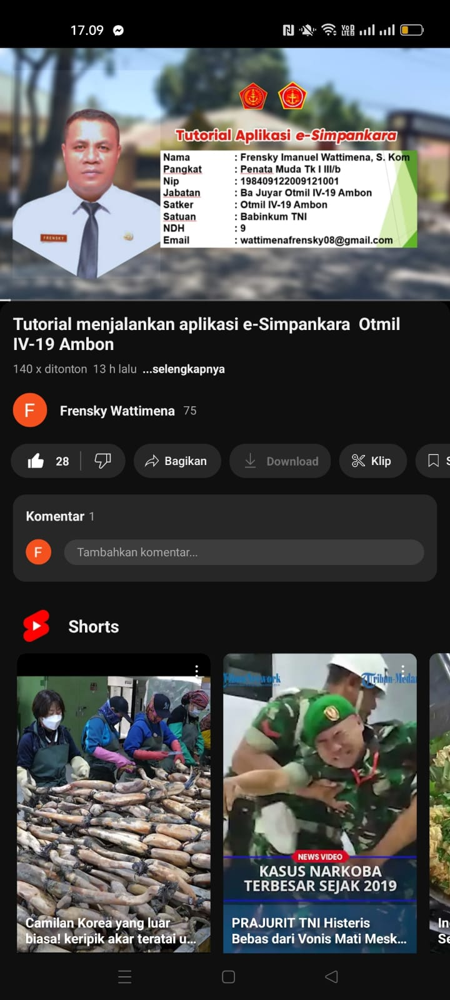 17.09
VoD
LTE2
Tutorial Aplikasi e-Simpankara
Nama : Frensky Imanuel Wattimena, S. Kom
Pangkat : Penata Muda Tk I III/b
Nip : 198409122009121001
Jabatan : Ba Juyar Otmil IV-19 Ambon
Satker : Otmil IV-19 Ambon
Satuan : Babinkum TNI
NDH : 9
Email : wattimenafrensky08@gmail.com
FRENSKY
Tutorial menjalankan aplikasi e-Simpankara Otmil
IV-19 Ambon
140 x ditonton 13 h lalu ...selengkapnya
F Frensky Wattimena 75
28 Bagikan Download Klip S
Komentar 1
F Tambahkan komentar...
Shorts
Tribun-Meda
NEWS VIDEO
KASUS NARKOBA
TERBESAR SEJAK 2019
Camilan Korea yang luar
biasa! keripik akar teratai u...
PRAJURIT TNI Histeris
Bebas dari Vonis Mati Mesk...
In
Se